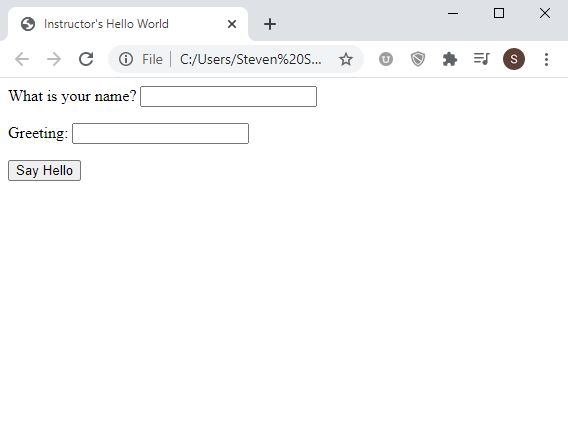 Instructor's Hello World
File | C:/Users/Steven%20S...
S
What is your name?
Greeting:
Say Hello